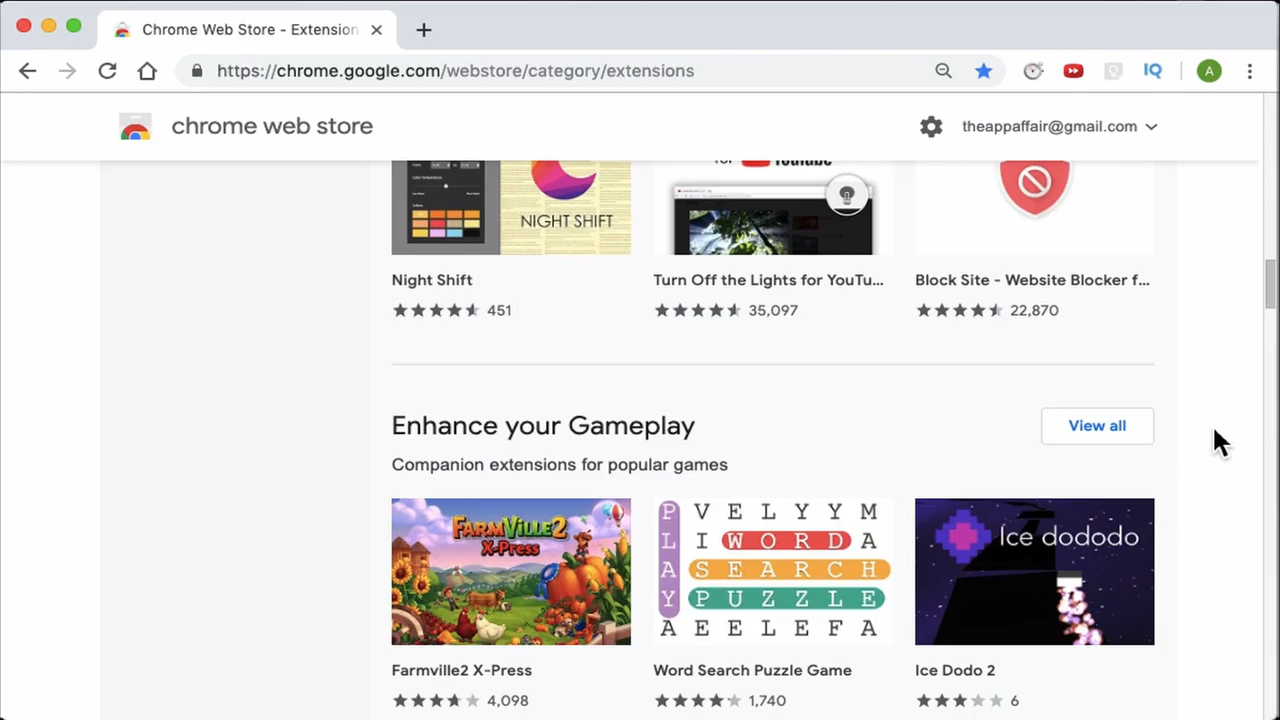 Chrome Web Store - Extension
https://chrome.google.com/webstore/category/extensions
IQ
A
chrome web store
theappaffair@gmail.com
NIGHT SHIFT
YouTube
Night Shift
Turn Off the Lights for YouTu...
Block Site - Website Blocker f...
451
35,097
22,870
Enhance your Gameplay
View all
Companion extensions for popular games
FARMVILLE2
X-Press
P V E L Y Y M
L I W O R D A
A S E A R C H
Y P U Z Z L E
A E E L E F A
Ice dododo
Farmville2 X-Press
Word Search Puzzle Game
Ice Dodo 2
4,098
1,740
6